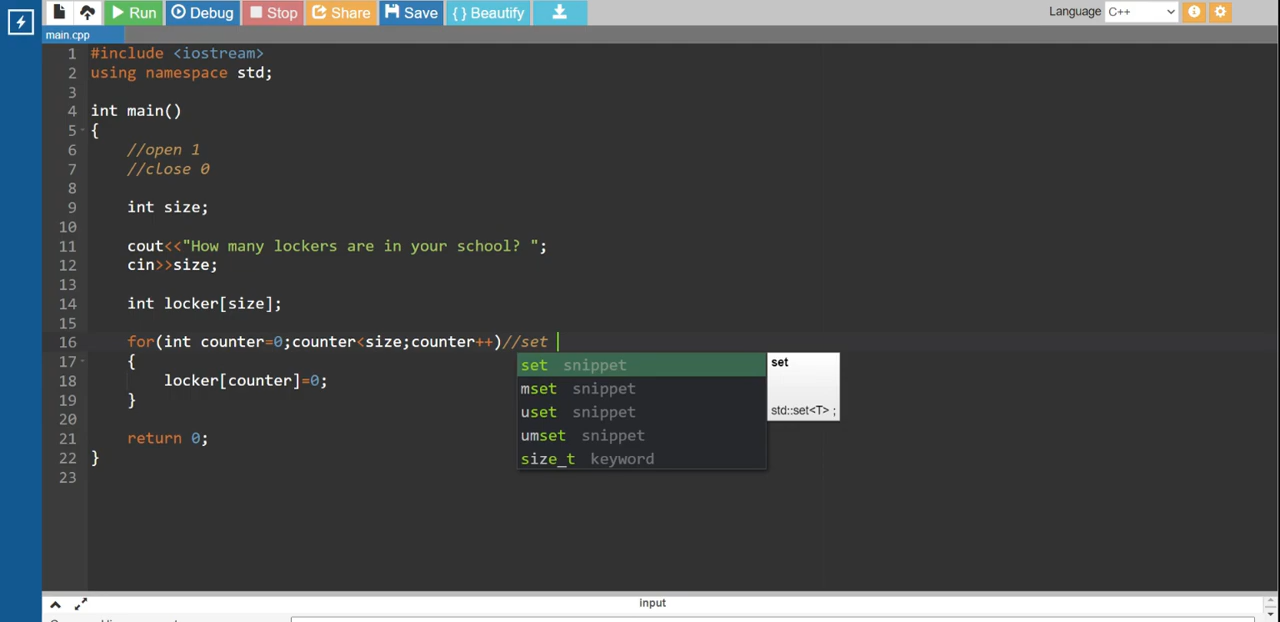 Run Debug Stop Share Save { } Beautify Language C++
main.cpp
1 #include <iostream>
2 using namespace std;
3
4 int main()
5 {
6 //open 1
7 //close 0
8
9 int size;
10
11 cout<<"How many lockers are in your school? ";
12 cin>>size;
13
14 int locker[size];
15
16 for(int counter=0;counter<size;counter++)//set
17 {
18 locker[counter]=0;
19 }
20
21 return 0;
22 }
23
set snippet
mset snippet
uset snippet
umset snippet
size_t keyword
set
std::set<T> ;
input